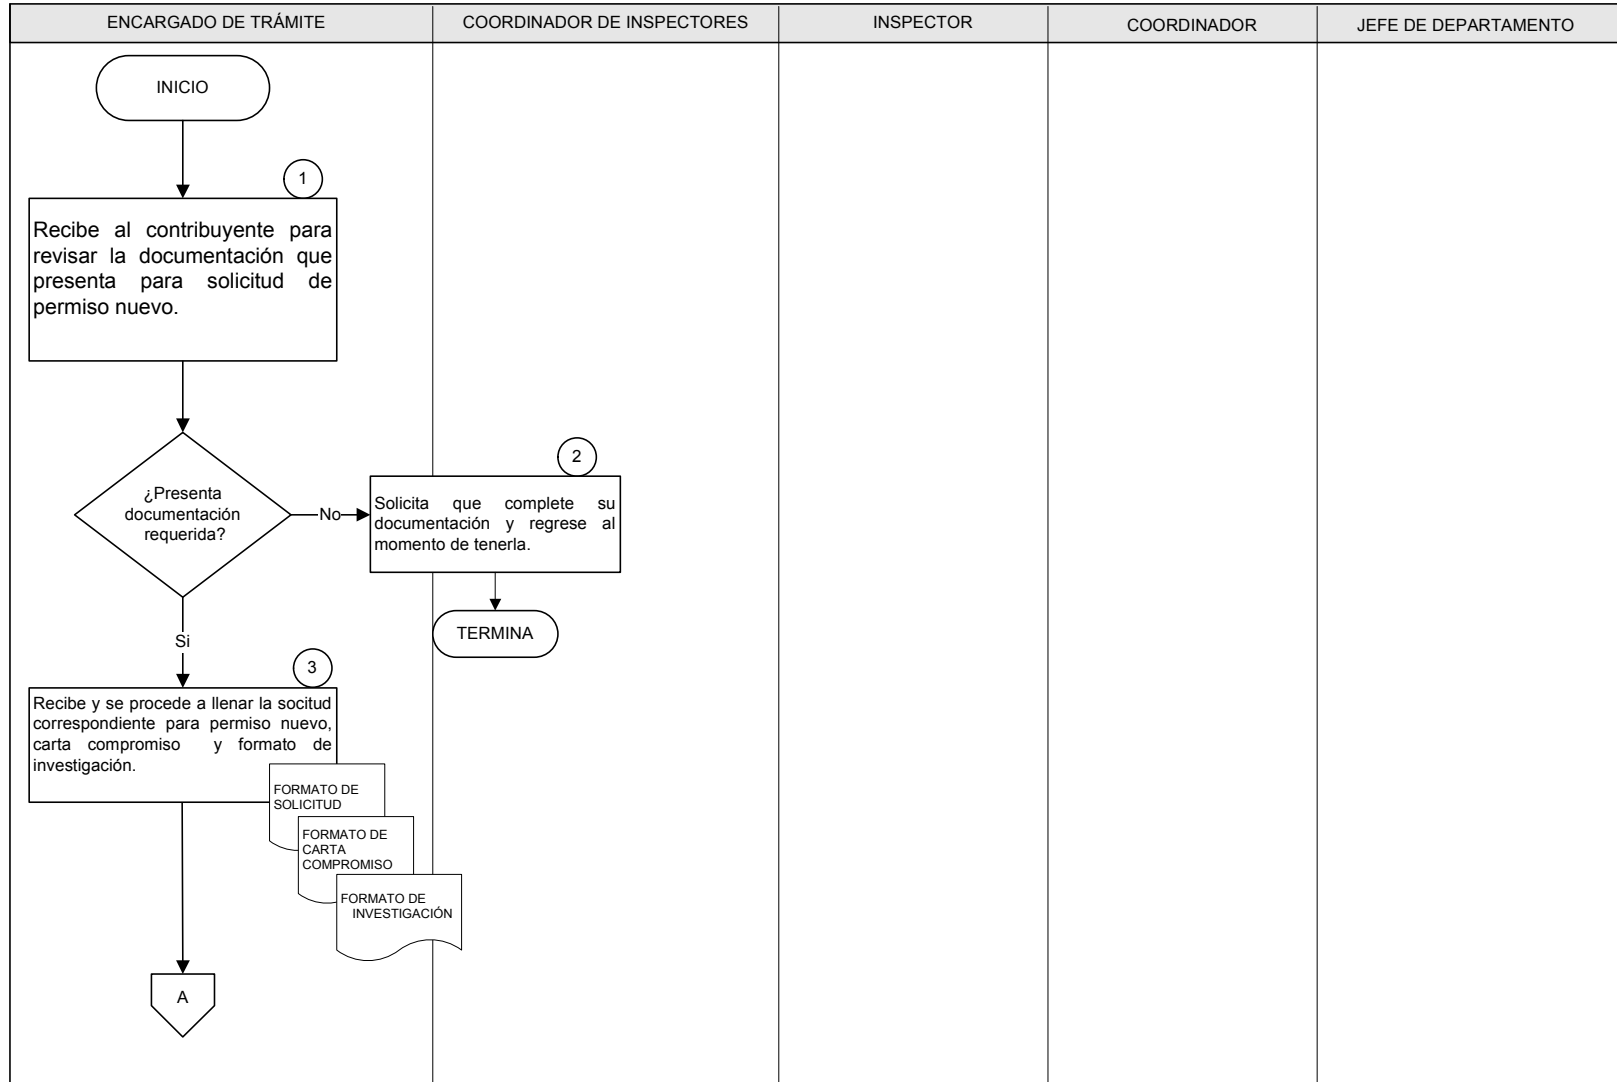 ENCARGADO DE TRÁMITE
COORDINADOR DE INSPECTORES
INSPECTOR
COORDINADOR
JEFE DE DEPARTAMENTO
INICIO
1
Recibe al contribuyente para
revisar la documentación que
presenta para solicitud de
permiso nuevo.
¿Presenta
documentación
requerida?
No
2
Solicita que complete su
documentación y regrese al
momento de tenerla.
TERMINA
Si
3
Recibe y se procede a llenar la socitud
correspondiente para permiso nuevo,
carta compromiso y formato de
investigación.
FORMATO DE
SOLICITUD
FORMATO DE
CARTA
COMPROMISO
FORMATO DE
INVESTIGACIÓN
A